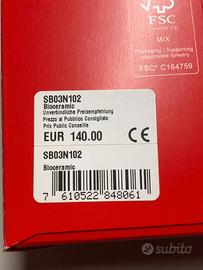 FSC
MIX
Packaging | Supporting
responsible forestry
FSC® C164759
SB03N102
Bioceramic
Unverbindliche Preisempfehlung
Prezzo al Pubblico Consigliato
Prix Public Conseillé
EUR 140.00 CE
SB03N102
Bioceramic
7 610522 848061
subito